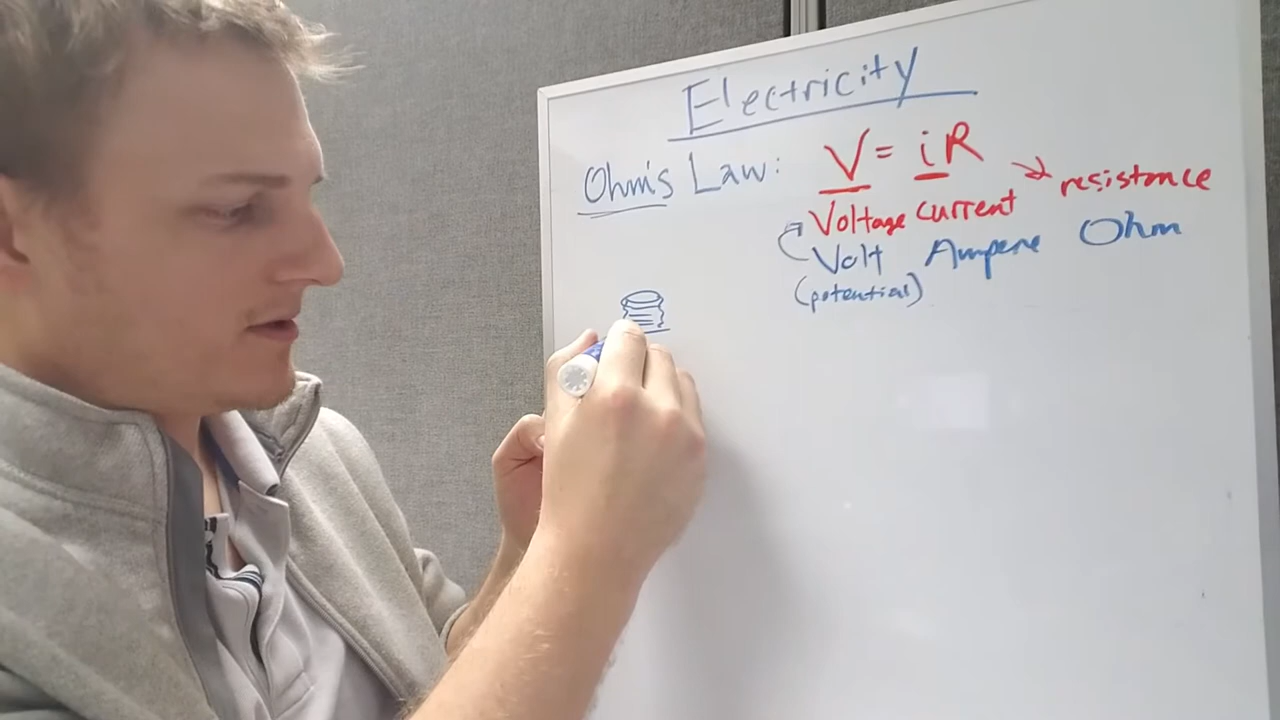 Electricity
Ohm's Law: V = iR → resistance
Voltage current
Volt Ampere Ohm
(potential)